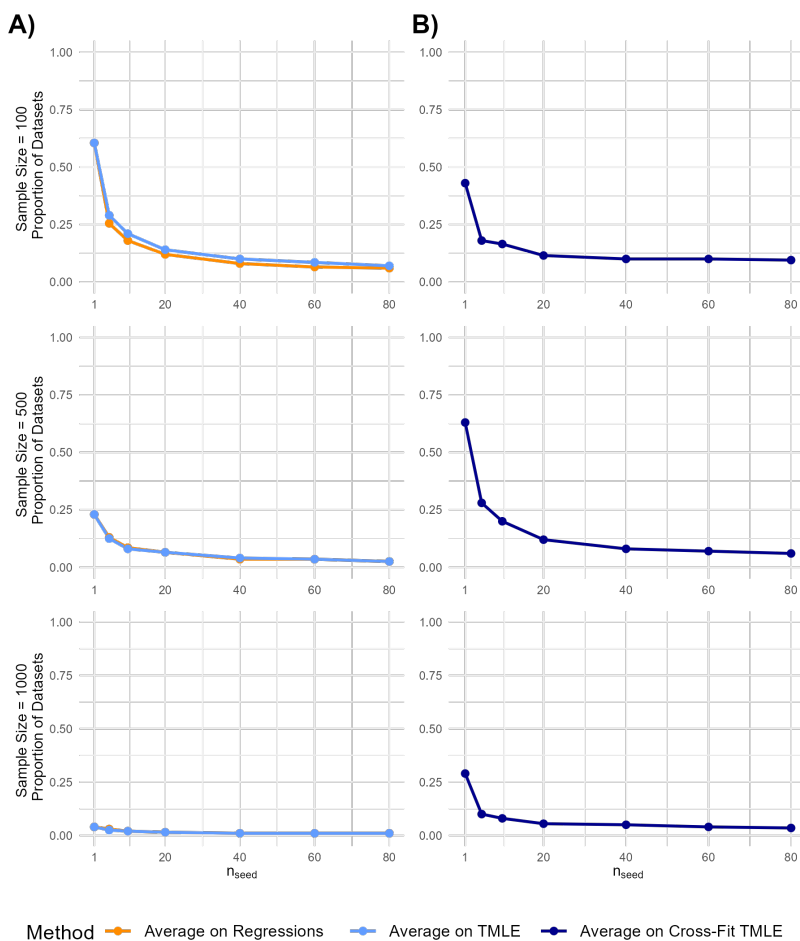 A)
B)
Sample Size = 100
Proportion of Datasets
1.00
0.75
0.50
0.25
0.00
1 20 40 60 80
1.00
0.75
0.50
0.25
0.00
1 20 40 60 80
Sample Size = 500
Proportion of Datasets
1.00
0.75
0.50
0.25
0.00
1 20 40 60 80
1.00
0.75
0.50
0.25
0.00
1 20 40 60 80
Sample Size = 1000
Proportion of Datasets
1.00
0.75
0.50
0.25
0.00
1 20 40 60 80
nseed
1.00
0.75
0.50
0.25
0.00
1 20 40 60 80
nseed
Method Average on Regressions Average on TMLE Average on Cross-Fit TMLE